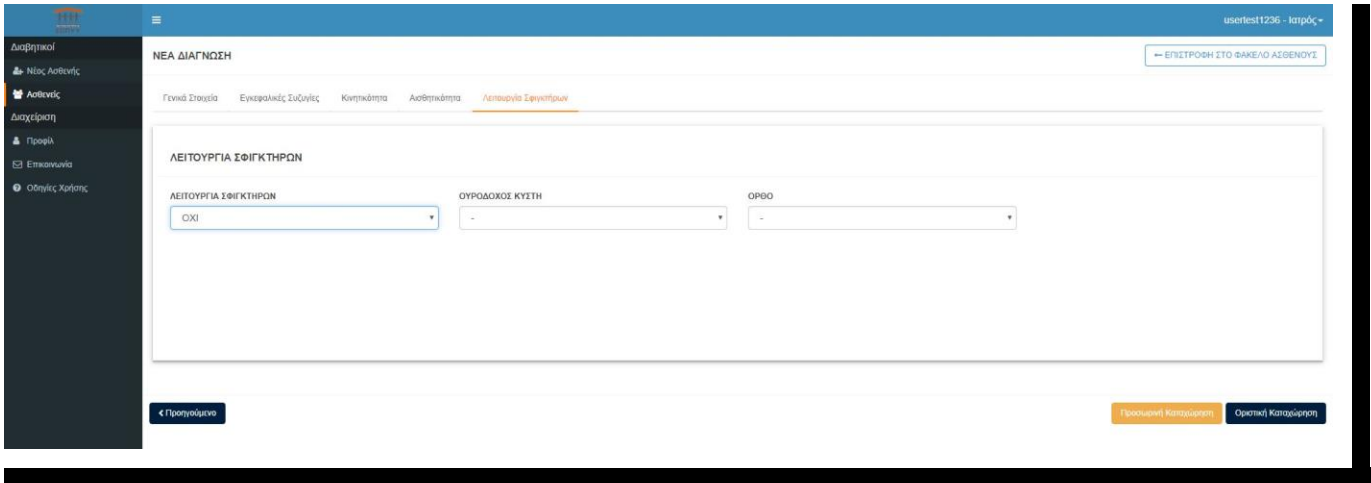 usertest1236 - Ιατρός
Διαβητικοί
ΝΕΑ ΔΙΑΓΝΩΣΗ
← ΕΠΙΣΤΡΟΦΗ ΣΤΟ ΦΑΚΕΛΟ ΑΣΘΕΝΟΥΣ
Νέος Ασθενής
Ασθενείς
Γενικά Στοιχεία Εγκεφαλικές Συζυγίες Κινητικότητα Αισθητικότητα Λειτουργία Σφιγκτήρων
Διαχείριση
Προφίλ
Επικοινωνία
Οδηγίες Χρήσης
ΛΕΙΤΟΥΡΓΙΑ ΣΦΙΓΚΤΗΡΩΝ
ΛΕΙΤΟΥΡΓΙΑ ΣΦΙΓΚΤΗΡΩΝ ΟΥΡΟΔΟΧΟΣ ΚΥΣΤΗ ΟΡΘΟ
ΟΧΙ - -
Προηγούμενο Προσωρινή Καταχώρηση Οριστική Καταχώρηση